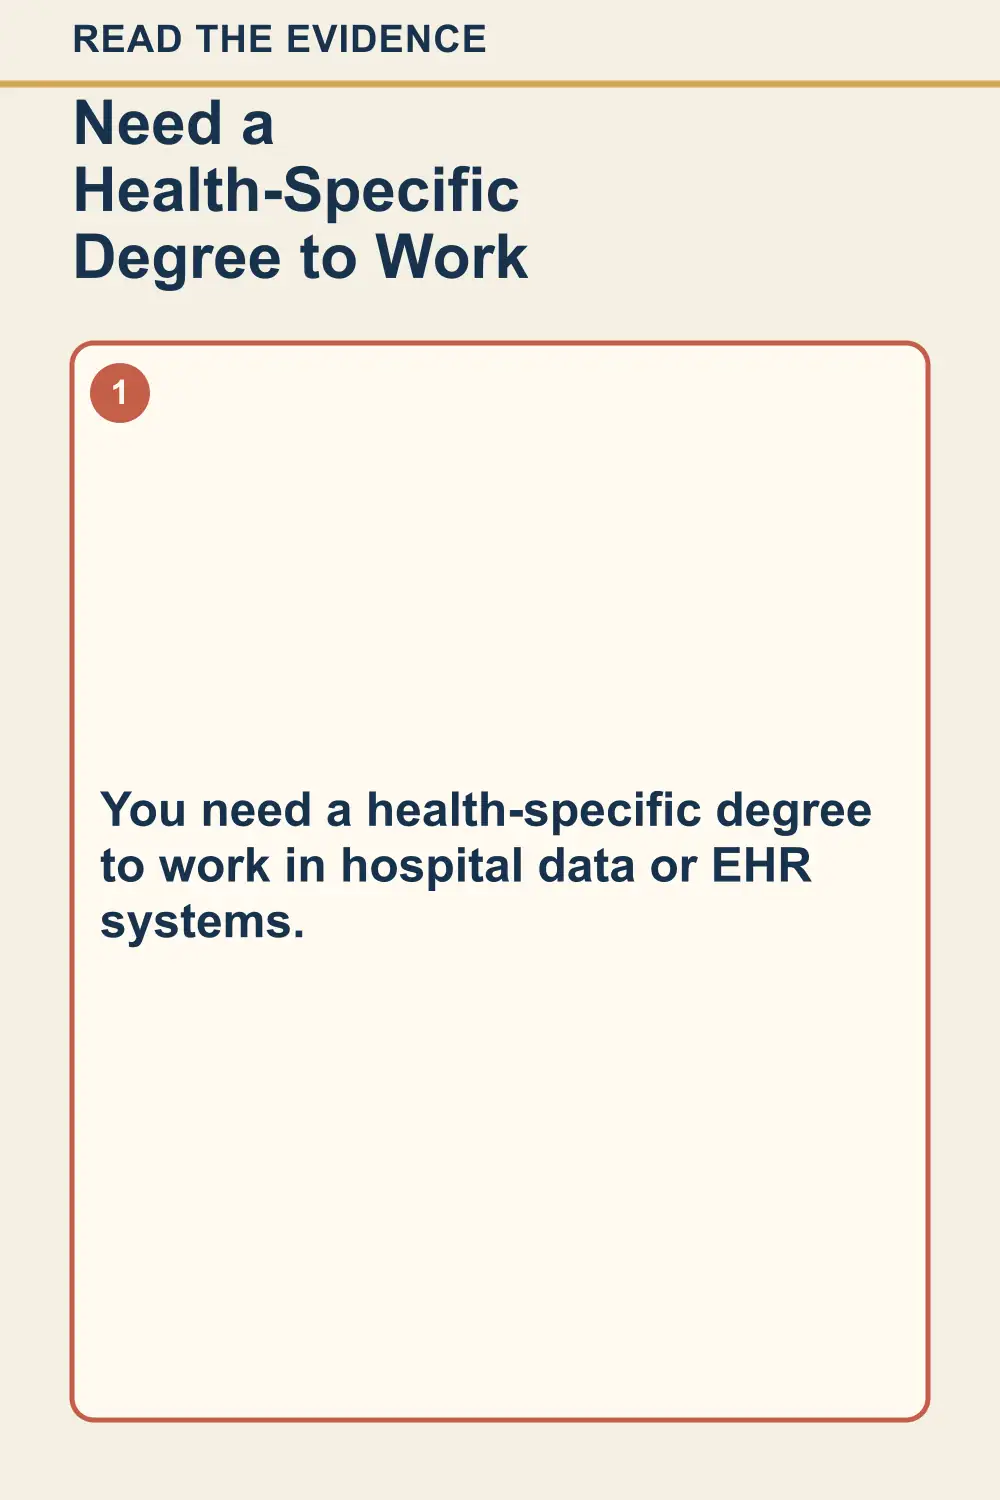 READ THE EVIDENCE
Need a
Health-Specific
Degree to Work
1
You need a health-specific degree
to work in hospital data or EHR
systems.